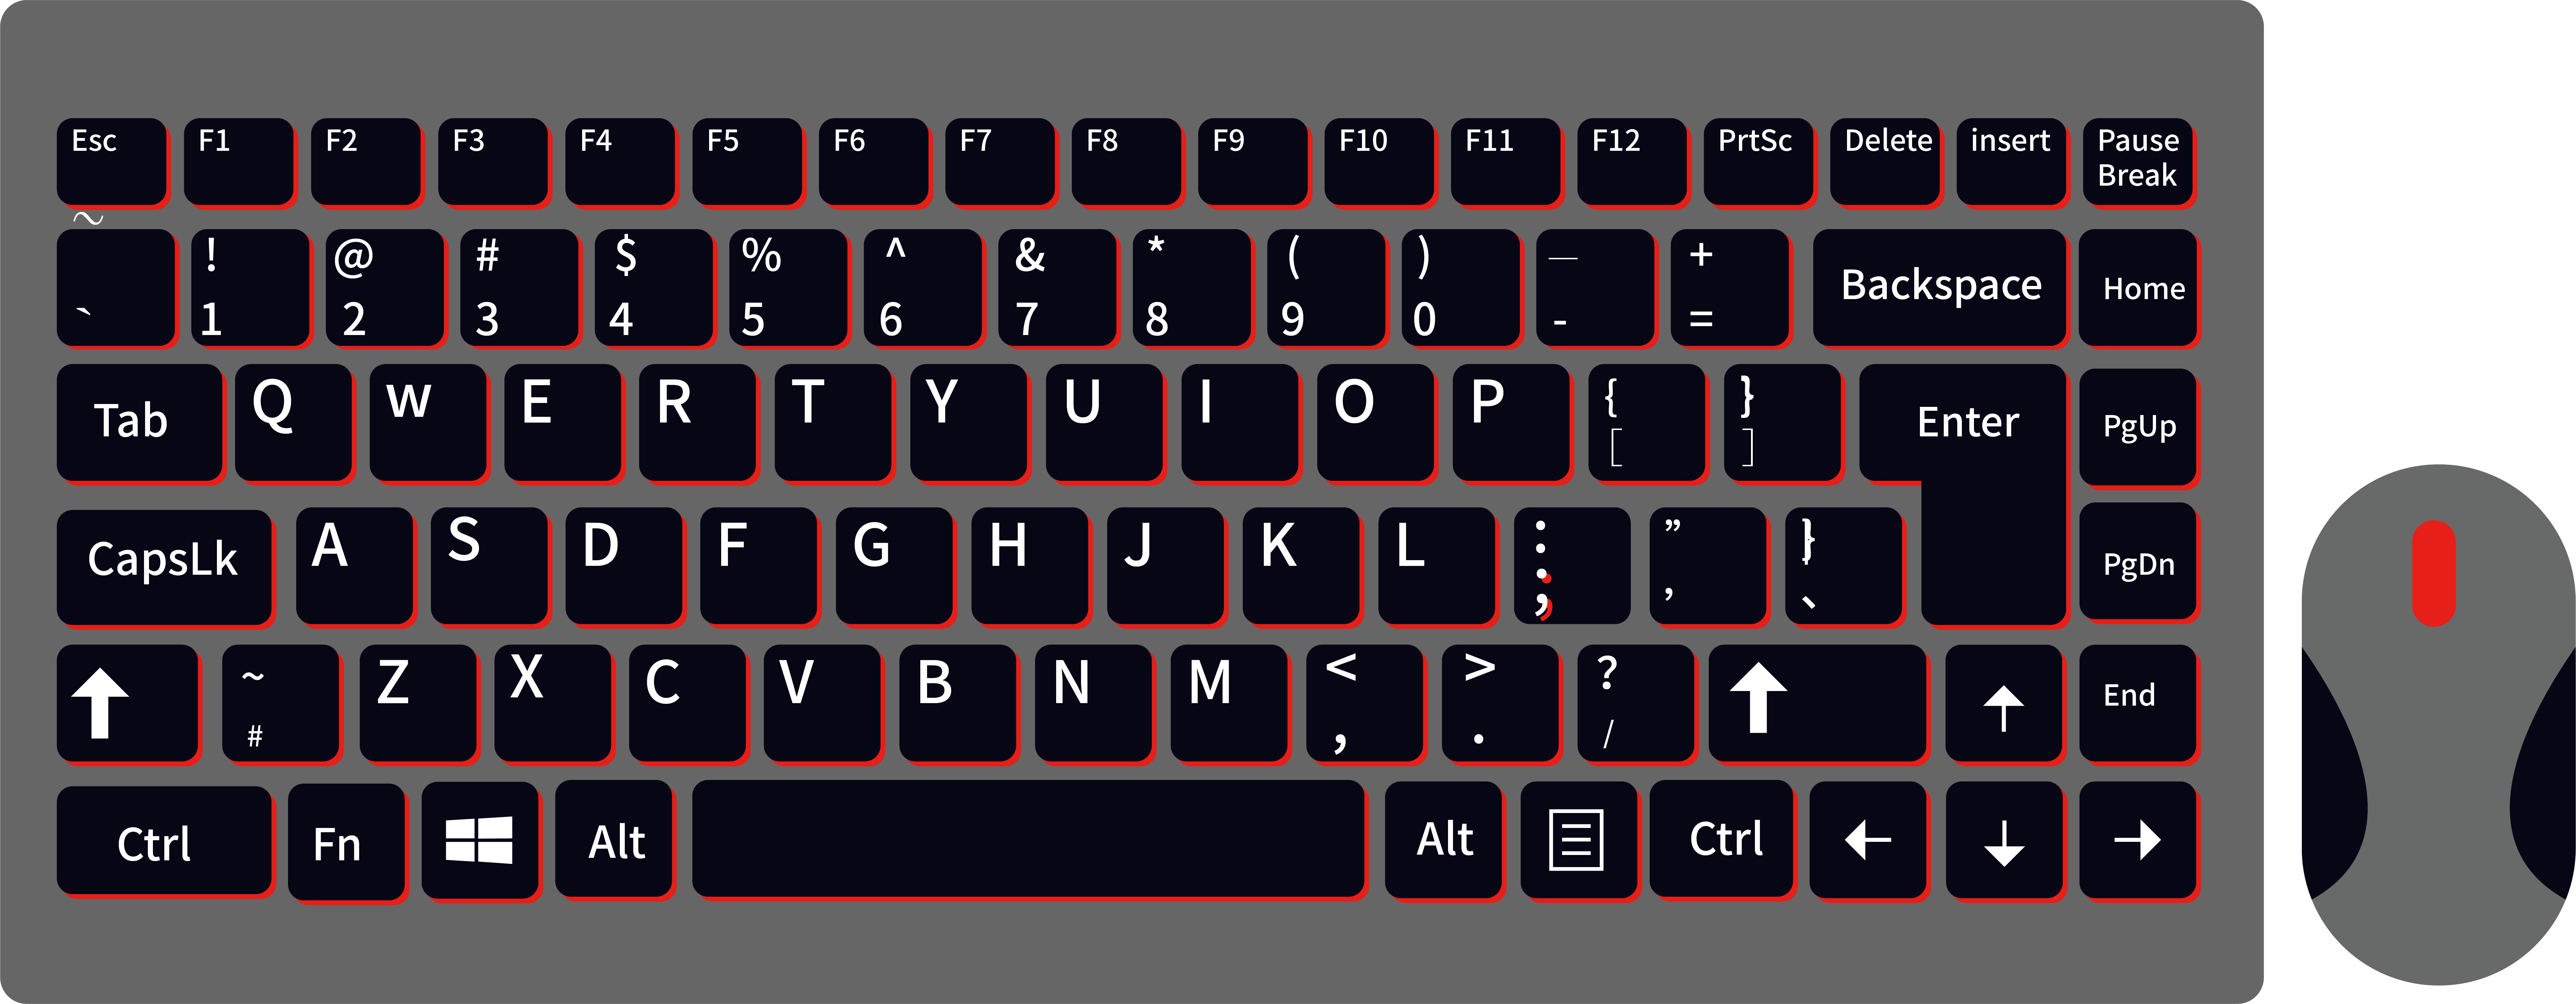 Esc F1 F2 F3 F4 F5 F6 F7 F8 F9 F10 F11 F12 PrtSc Delete insert Pause
Break
~ ! @ # $ % ^ & * ( ) — +
` 1 2 3 4 5 6 7 8 9 0 - = Backspace Home
Tab Q W E R T Y U I O P { } Enter PgUp
[ ]
CapsLk A S D F G H J K L : ” } PgDn
; , 、
~ Z X C V B N M < > ? End
# , . /
Ctrl Fn Alt Alt Ctrl